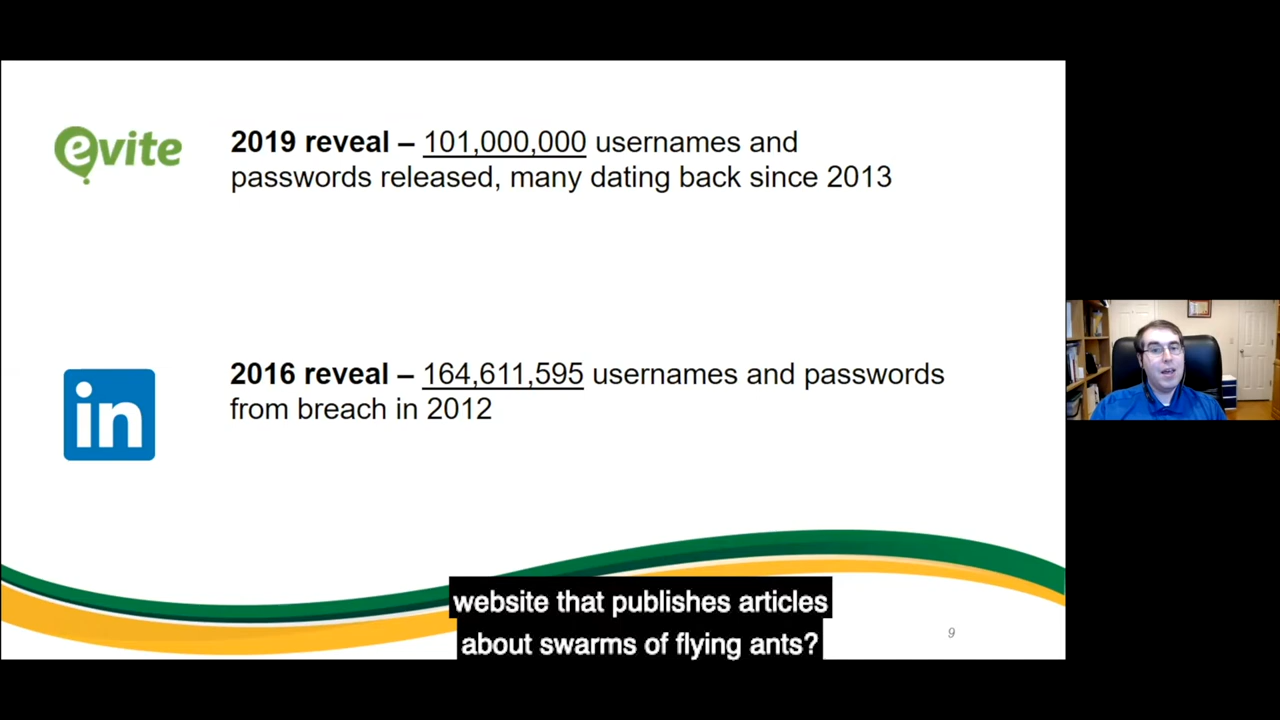 evite
2019 reveal – 101,000,000 usernames and
passwords released, many dating back since 2013
in
2016 reveal – 164,611,595 usernames and passwords
from breach in 2012
website that publishes articles
about swarms of flying ants?
9